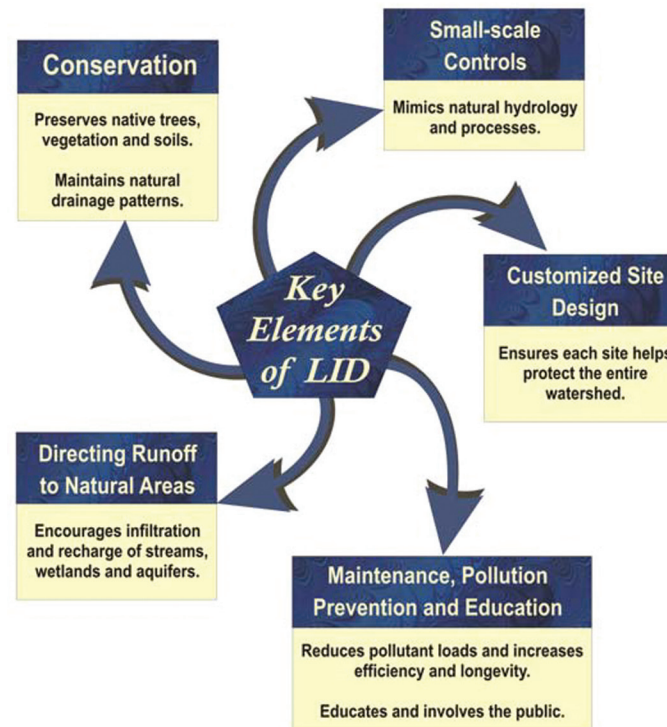 Conservation
Preserves native trees,
vegetation and soils.
Maintains natural
drainage patterns.
Small-scale
Controls
Mimics natural hydrology
and processes.
Key
Elements
of LID
Customized Site
Design
Ensures each site helps
protect the entire
watershed.
Directing Runoff
to Natural Areas
Encourages infiltration
and recharge of streams,
wetlands and aquifers.
Maintenance, Pollution
Prevention and Education
Reduces pollutant loads and increases
efficiency and longevity.
Educates and involves the public.